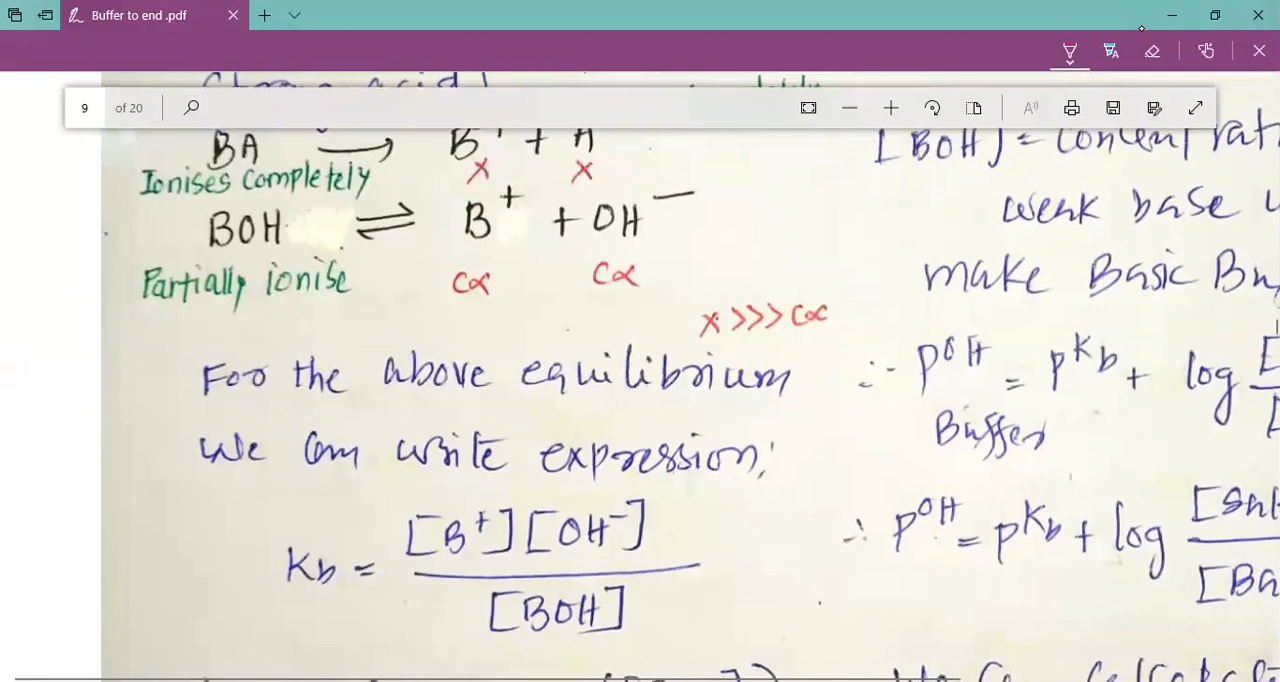 Buffer to end .pdf
9 of 20
BA → B⁺ + A
Ionises completely x x
BOH ⇌ B⁺ + OH⁻
Partially ionise cα cα
x >>> cα
For the above equilibrium
we can write expression,
Kb = [B⁺][OH⁻] / [BOH]
[BOH] =
weak base
make Basic
∴ pOH = pKb + log
Buffer
∴ pOH = pKb + log